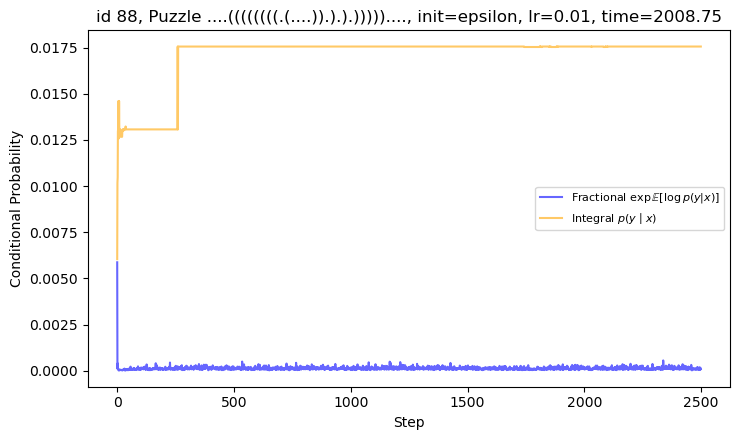 id 88, Puzzle ....((((((((.(....)).).).)))))...., init=epsilon, lr=0.01, time=2008.75
Conditional Probability
0.0175
0.0150
0.0125
0.0100
0.0075
0.0050
0.0025
0.0000
Fractional exp𝔼[log p(y|x)]
Integral p(y | x)
0 500 1000 1500 2000 2500
Step